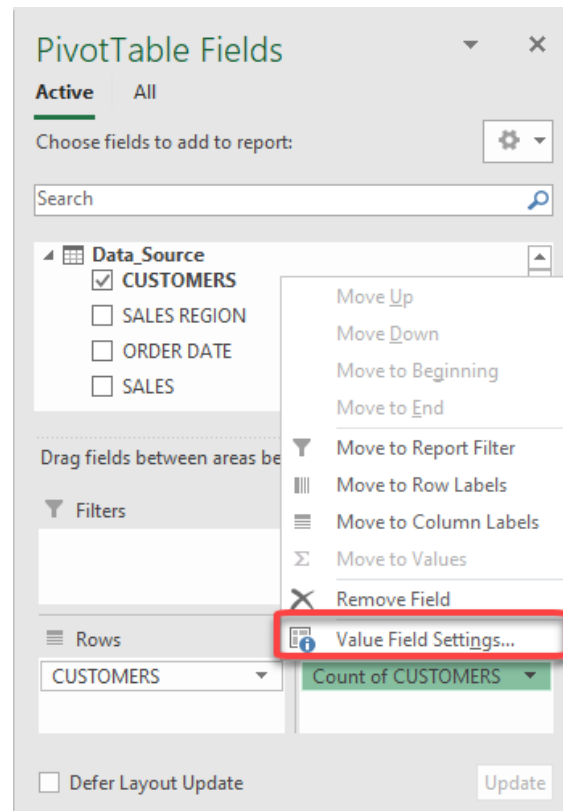 PivotTable Fields
Active All
Choose fields to add to report:
Search
Data_Source
CUSTOMERS
SALES REGION
ORDER DATE
SALES
Move Up
Move Down
Move to Beginning
Move to End
Move to Report Filter
Move to Row Labels
Move to Column Labels
Σ Move to Values
Remove Field
Value Field Settings...
Drag fields between areas be
Filters
Rows
CUSTOMERS
Count of CUSTOMERS
Defer Layout Update
Update